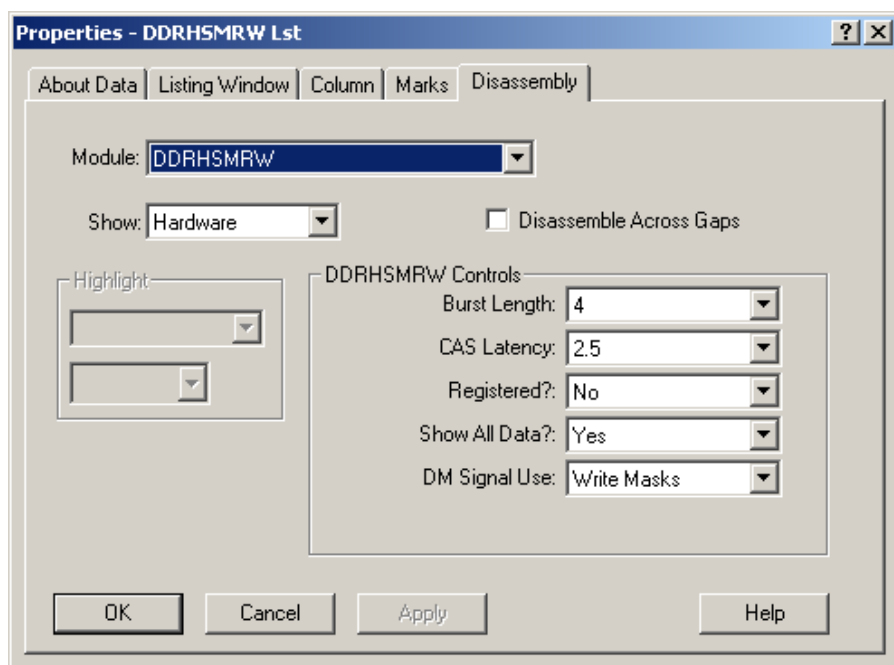 Properties - DDRHSMRW Lst
About Data Listing Window Column Marks Disassembly
Module: DDRHSMRW
Show: Hardware Disassemble Across Gaps
Highlight DDRHSMRW Controls
Burst Length: 4
CAS Latency: 2.5
Registered?: No
Show All Data?: Yes
DM Signal Use: Write Masks
OK Cancel Apply Help